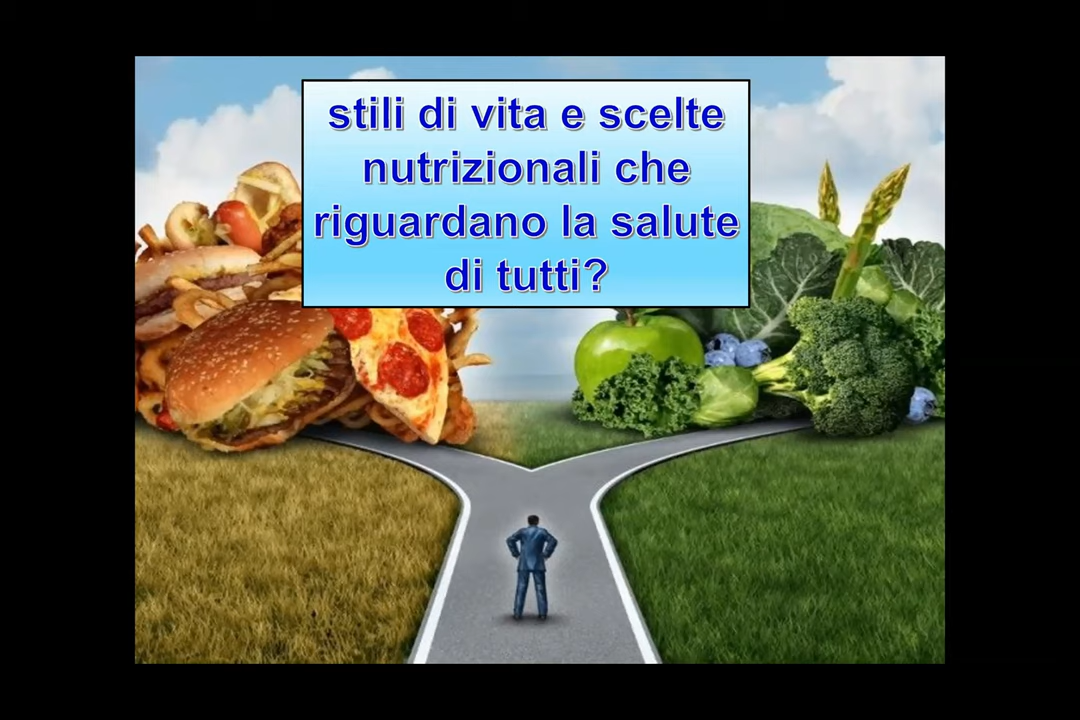 stili di vita e scelte
nutrizionali che
riguardano la salute
di tutti?